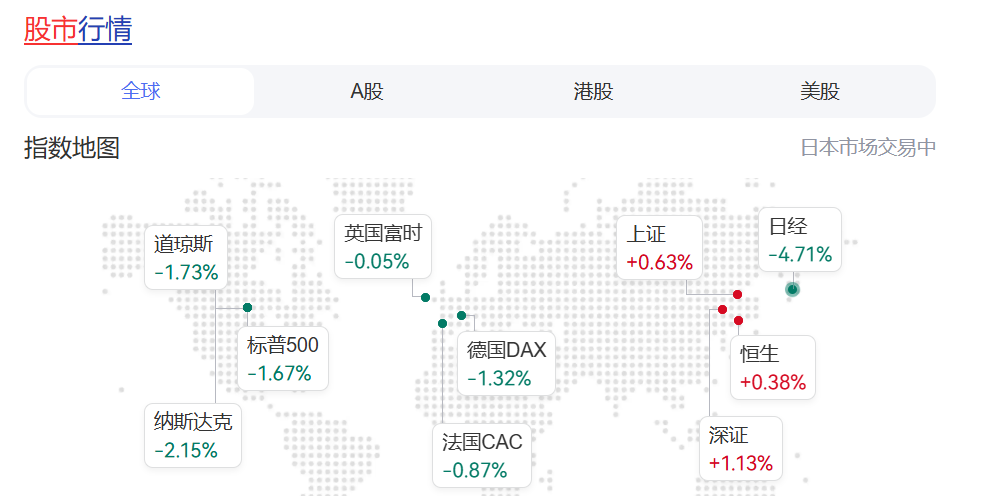 股市行情
全球 A股 港股 美股
指数地图 日本市场交易中
道琼斯
-1.73%
英国富时
-0.05%
上证
+0.63%
日经
-4.71%
标普500
-1.67%
德国DAX
-1.32%
恒生
+0.38%
纳斯达克
-2.15%
法国CAC
-0.87%
深证
+1.13%